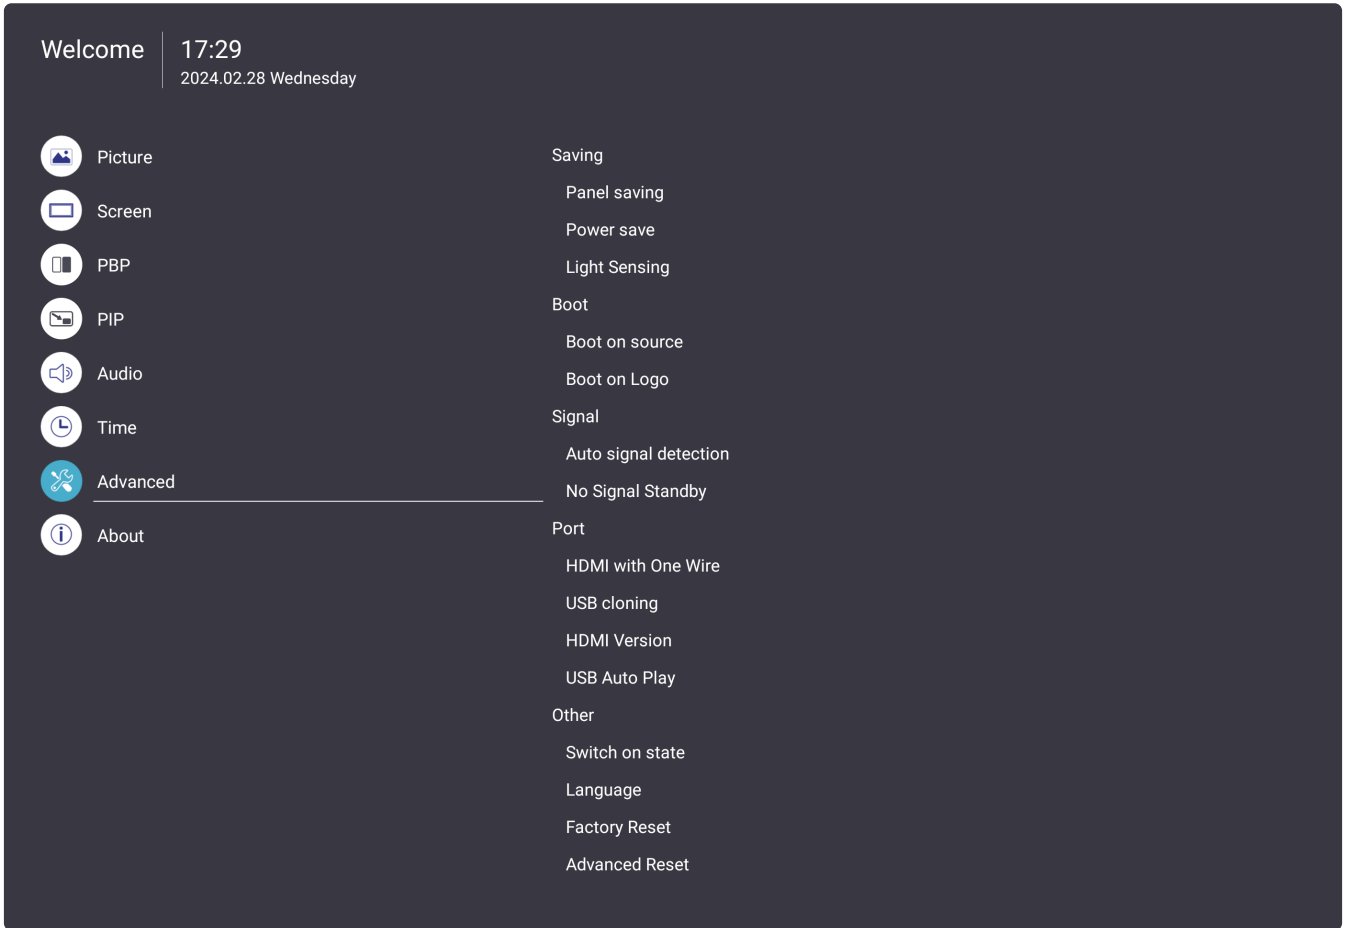 Welcome
17:29
2024.02.28 Wednesday
Picture
Screen
PBP
PIP
Audio
Time
Advanced
About
Saving
Panel saving
Power save
Light Sensing
Boot
Boot on source
Boot on Logo
Signal
Auto signal detection
No Signal Standby
Port
HDMI with One Wire
USB cloning
HDMI Version
USB Auto Play
Other
Switch on state
Language
Factory Reset
Advanced Reset